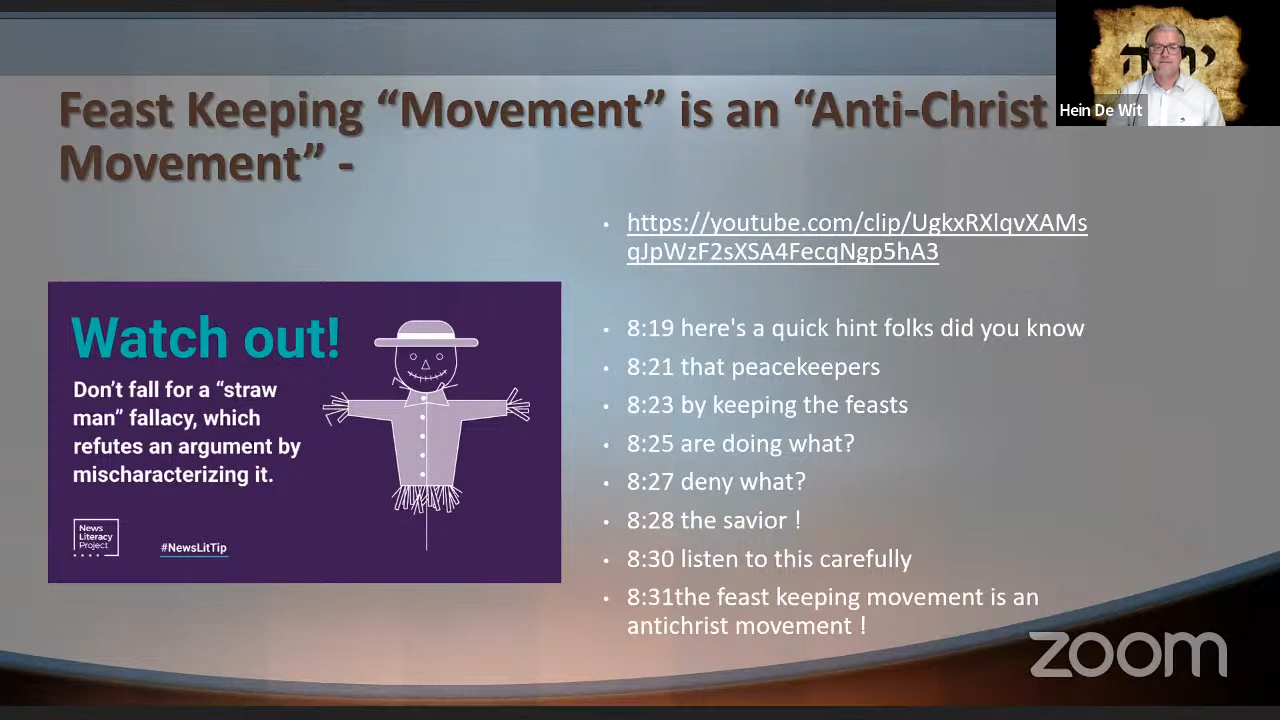 Feast Keeping “Movement” is an “Anti-Christ
Movement” -
Hein De Wit
https://youtube.com/clip/UgkxRXlqvXAMs
qJpWzF2sXSA4FecqNgp5hA3
Watch out!
Don’t fall for a “straw
man” fallacy, which
refutes an argument by
mischaracterizing it.
News
Literacy
Project
#NewsLitTip
• 8:19 here's a quick hint folks did you know
• 8:21 that peacekeepers
• 8:23 by keeping the feasts
• 8:25 are doing what?
• 8:27 deny what?
• 8:28 the savior !
• 8:30 listen to this carefully
• 8:31the feast keeping movement is an
antichrist movement !
zoom